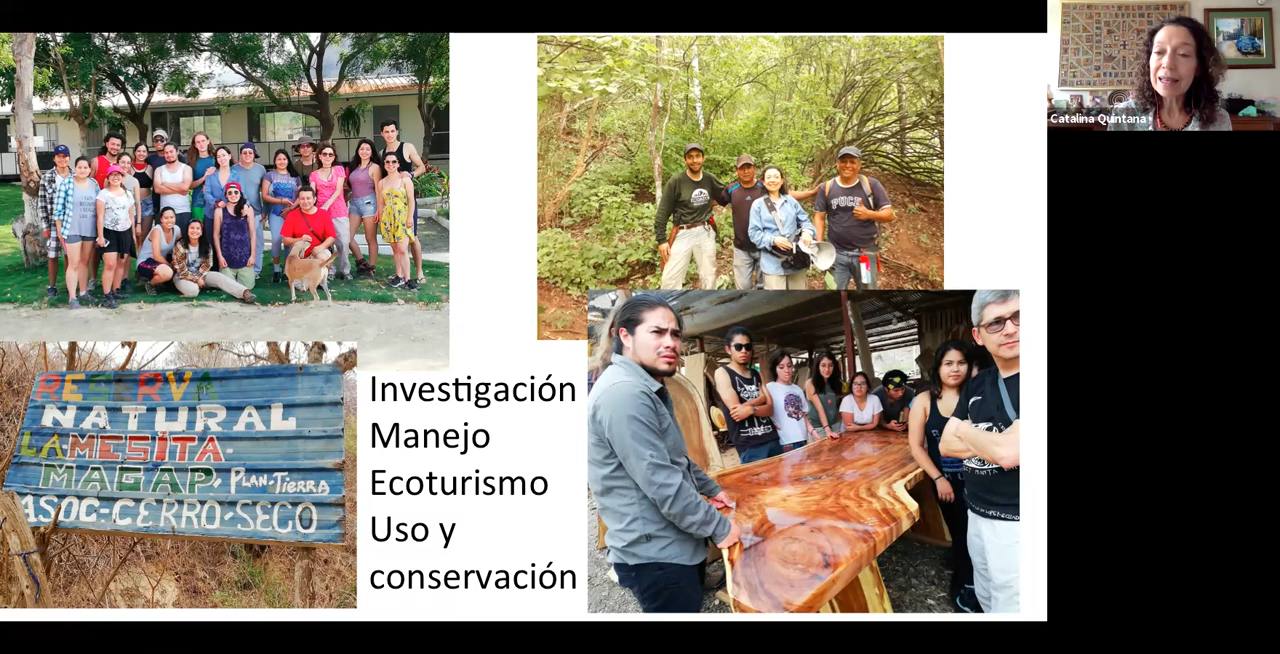 Catalina Quintana
PUCE
RESERVA
NATURAL
LA MESITA.
MAGAP, PLAN-TIERRA
ASOC-CERRO-SECO
Investigación
Manejo
Ecoturismo
Uso y
conservación